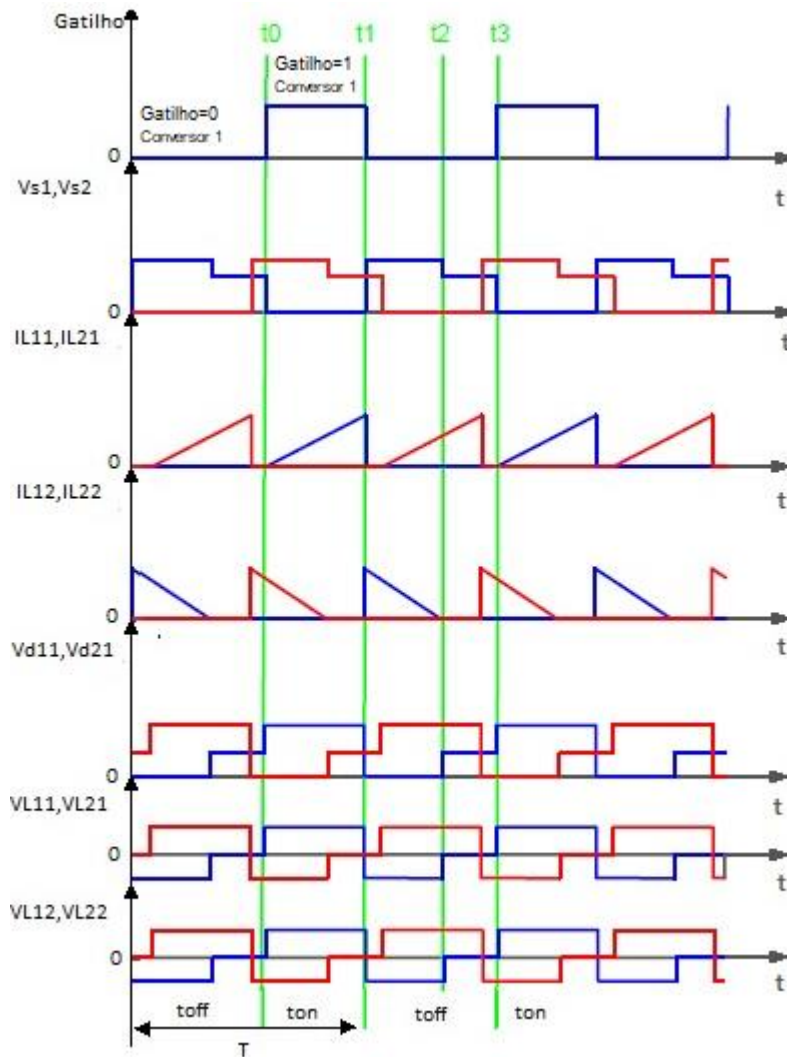 Gatilho
t0
t1
t2
t3
Gatilho=1
Conversor 1
Gatilho=0
Conversor 1
0
t
Vs1,Vs2
0
t
IL11,IL21
0
t
IL12,IL22
0
t
Vd11,Vd21
0
t
VL11,VL21
0
t
VL12,VL22
0
t
toff
ton
toff
ton
T